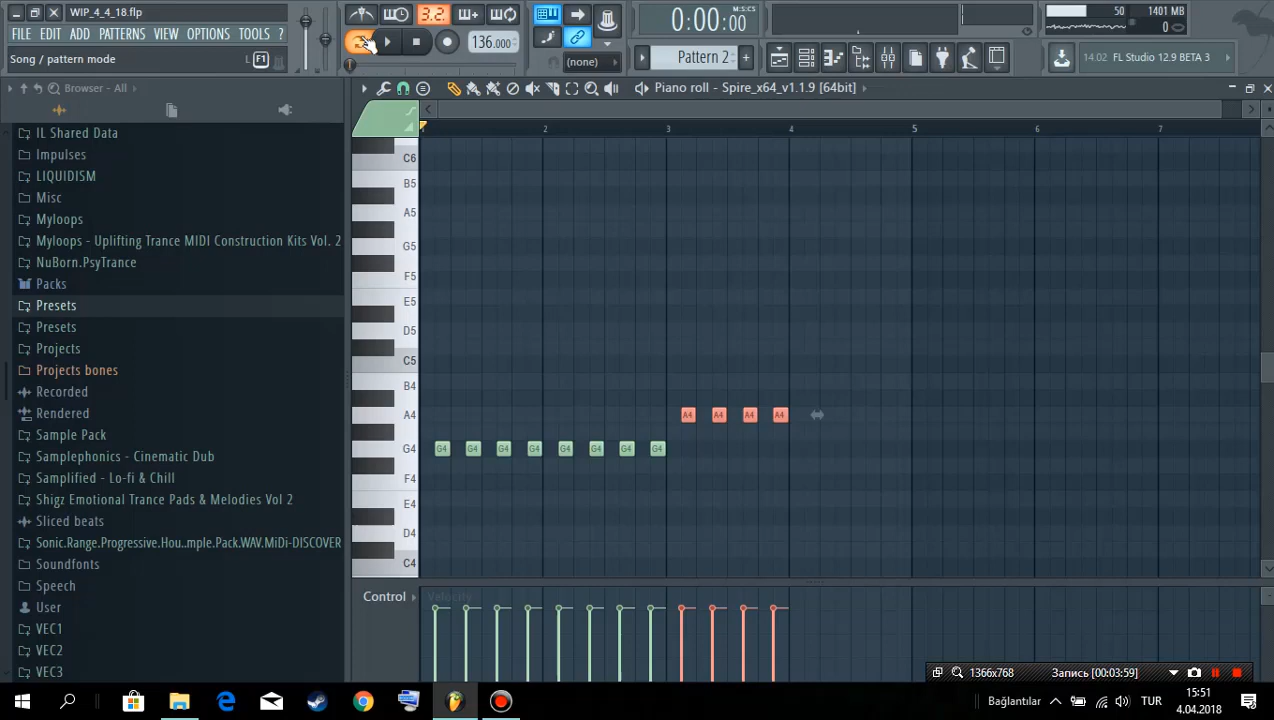 WIP_4_4_18.flp
FILE EDIT ADD PATTERNS VIEW OPTIONS TOOLS ?
Song / pattern mode L F1
3.2.
136.000
0:00:00 M:S:CS
(none)
Pattern 2
50 1401 MB
0
14.02 FL Studio 12.9 BETA 3
Browser - All
Piano roll - Spire_x64_v1.1.9 [64bit]
IL Shared Data
Impulses
LIQUIDISM
Misc
Myloops
Myloops - Uplifting Trance MIDI Construction Kits Vol. 2
NuBorn.PsyTrance
Packs
Presets
Presets
Projects
Projects bones
Recorded
Rendered
Sample Pack
Samplephonics - Cinematic Dub
Samplified - Lo-fi & Chill
Shigz Emotional Trance Pads & Melodies Vol 2
Sliced beats
Sonic.Range.Progressive.Hou..mple.Pack.WAV.MiDi-DISCOVER
Soundfonts
Speech
User
VEC1
VEC2
VEC3
1 2 3 4 5 6 7
C6
B5
A5
G5
F5
E5
D5
C5
B4
A4 A4 A4 A4 A4
G4 G4 G4 G4 G4 G4 G4 G4 G4
F4
E4
D4
C4
Control Velocity
1366x768 Запись [00:03:59]
Bağlantılar TUR 15:51
4.04.2018